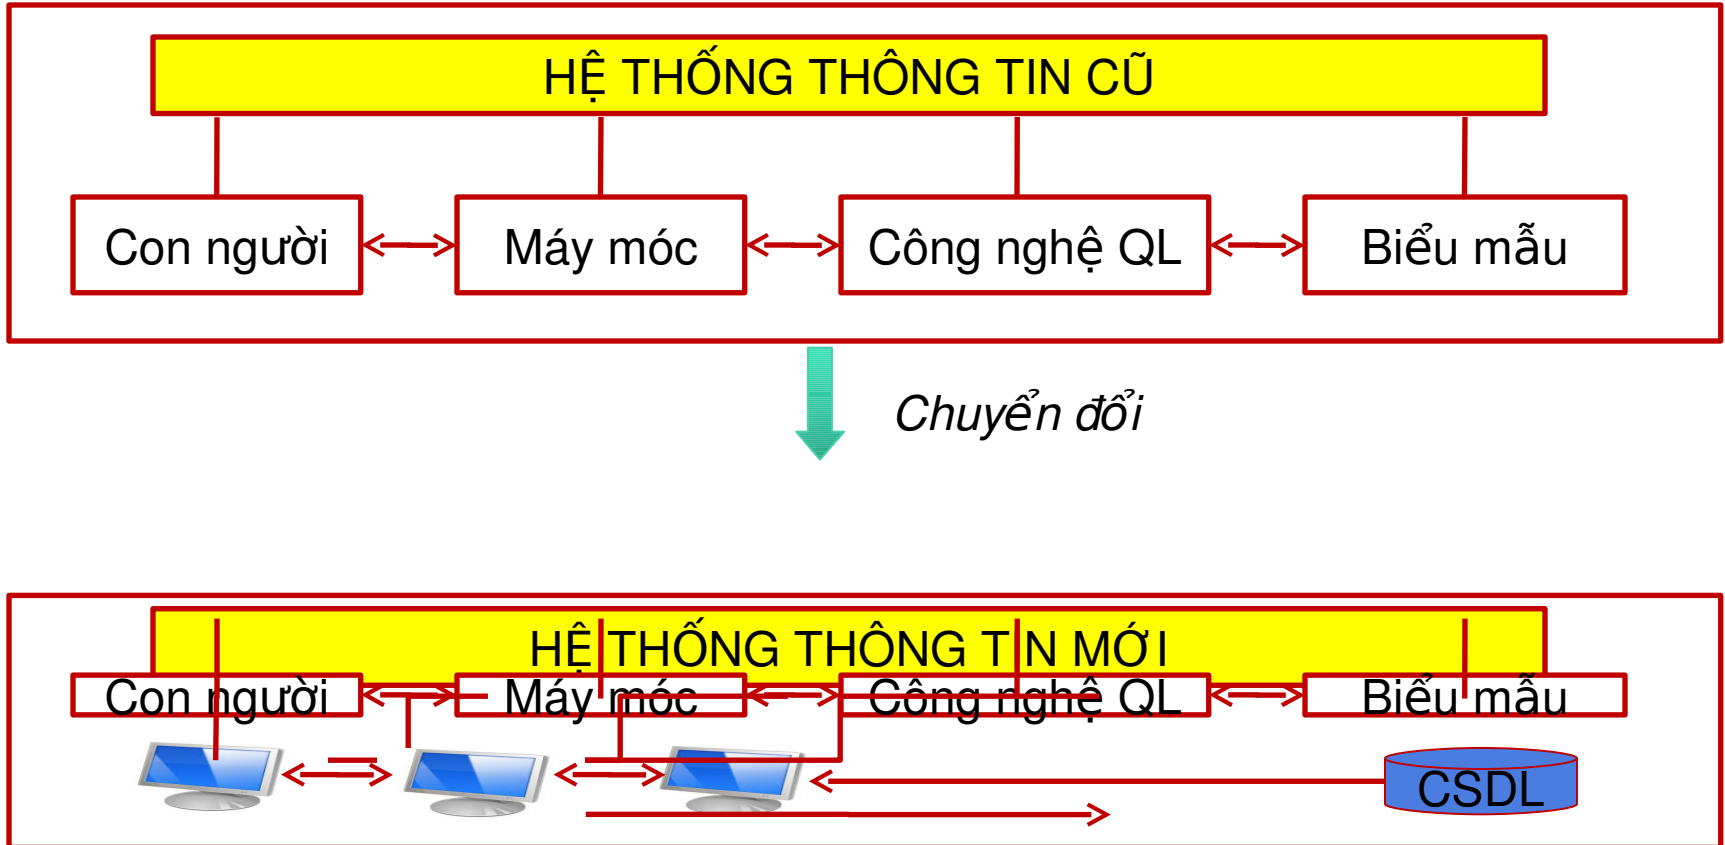 HỆ THỐNG THÔNG TIN CŨ
Con người
Máy móc
Công nghệ QL
Biểu mẫu
Chuyển đổi
HỆ THỐNG THÔNG TIN MỚI
Con người
Máy móc
Công nghệ QL
Biểu mẫu
CSDL